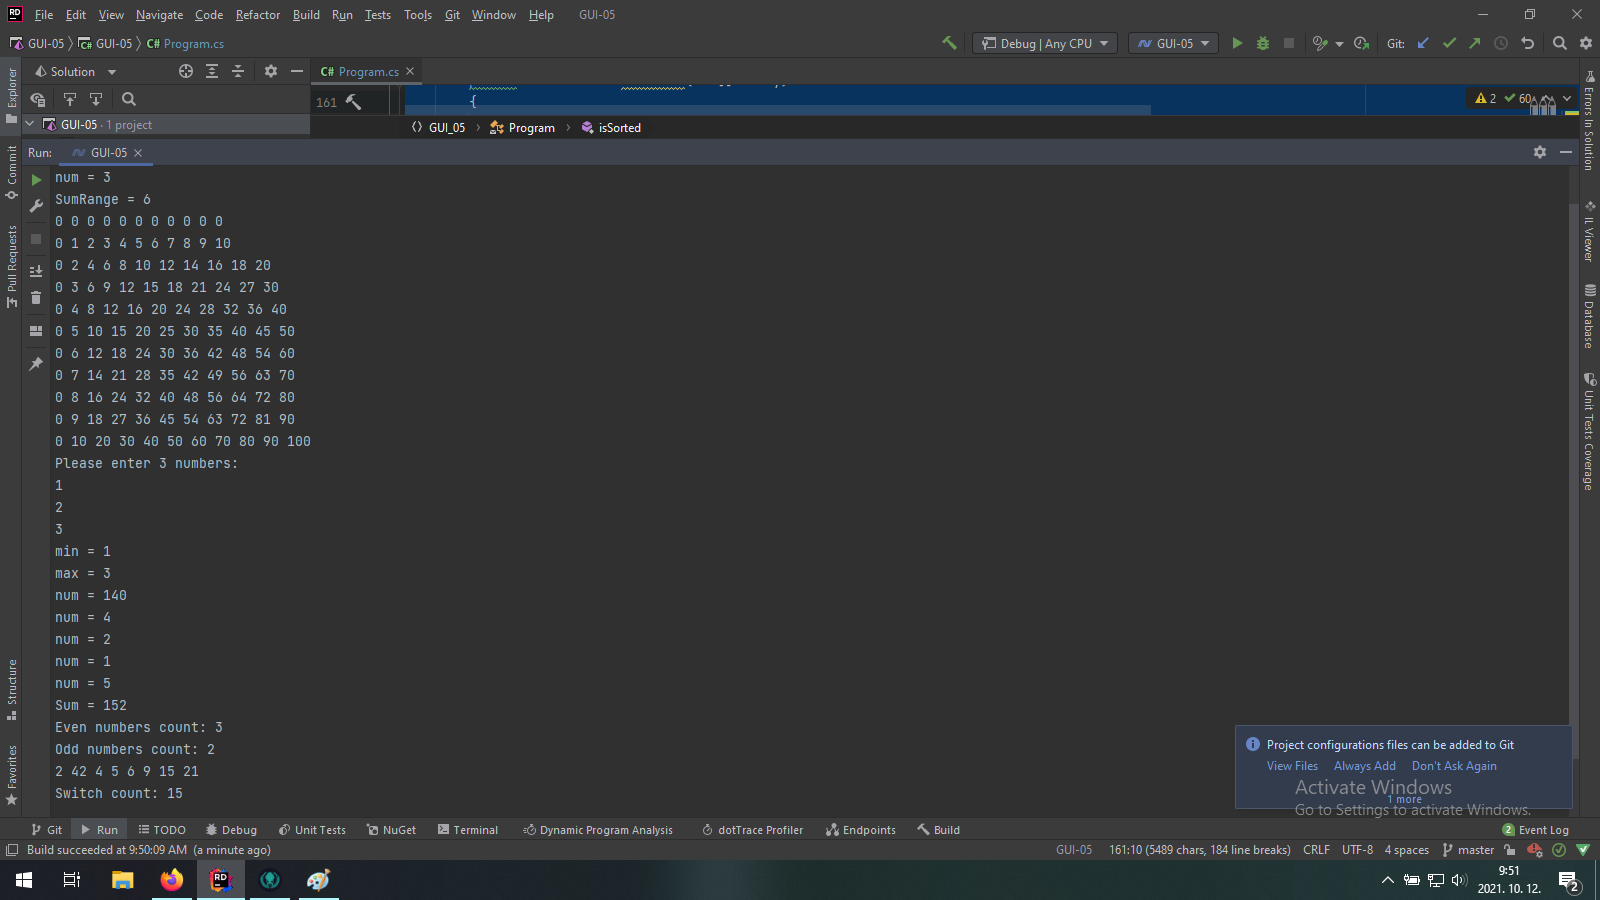 File Edit View Navigate Code Refactor Build Run Tests Tools Git Window Help GUI-05
GUI-05 GUI-05 C# Program.cs Debug | Any CPU GUI-05 Git:
Solution C# Program.cs
161 {
2 60
GUI-05 · 1 project
GUI_05 Program isSorted
Run: GUI-05
num = 3
SumRange = 6
0 0 0 0 0 0 0 0 0 0 0
0 1 2 3 4 5 6 7 8 9 10
0 2 4 6 8 10 12 14 16 18 20
0 3 6 9 12 15 18 21 24 27 30
0 4 8 12 16 20 24 28 32 36 40
0 5 10 15 20 25 30 35 40 45 50
0 6 12 18 24 30 36 42 48 54 60
0 7 14 21 28 35 42 49 56 63 70
0 8 16 24 32 40 48 56 64 72 80
0 9 18 27 36 45 54 63 72 81 90
0 10 20 30 40 50 60 70 80 90 100
Please enter 3 numbers:
1
2
3
min = 1
max = 3
num = 140
num = 4
num = 2
num = 1
num = 5
Sum = 152
Even numbers count: 3
Odd numbers count: 2
2 42 4 5 6 9 15 21
Switch count: 15
Explorer
Commit
Pull Requests
Structure
Favorites
Errors In Solution
IL Viewer
Database
Unit Tests Coverage
Project configurations files can be added to Git
View Files Always Add Don't Ask Again
1 more
Activate Windows
Go to Settings to activate Windows.
Git Run TODO Debug Unit Tests NuGet Terminal Dynamic Program Analysis dotTrace Profiler Endpoints Build 2 Event Log
Build succeeded at 9:50:09 AM (a minute ago) GUI-05 161:10 (5489 chars, 184 line breaks) CRLF UTF-8 4 spaces master
RD
9:51
2021. 10. 12.
2